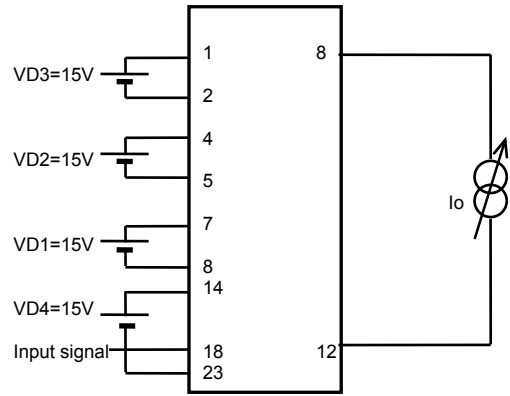 1
8
VD3=15V
2
4
VD2=15V
5
Io
7
VD1=15V
8
14
VD4=15V
Input signal
18
12
23